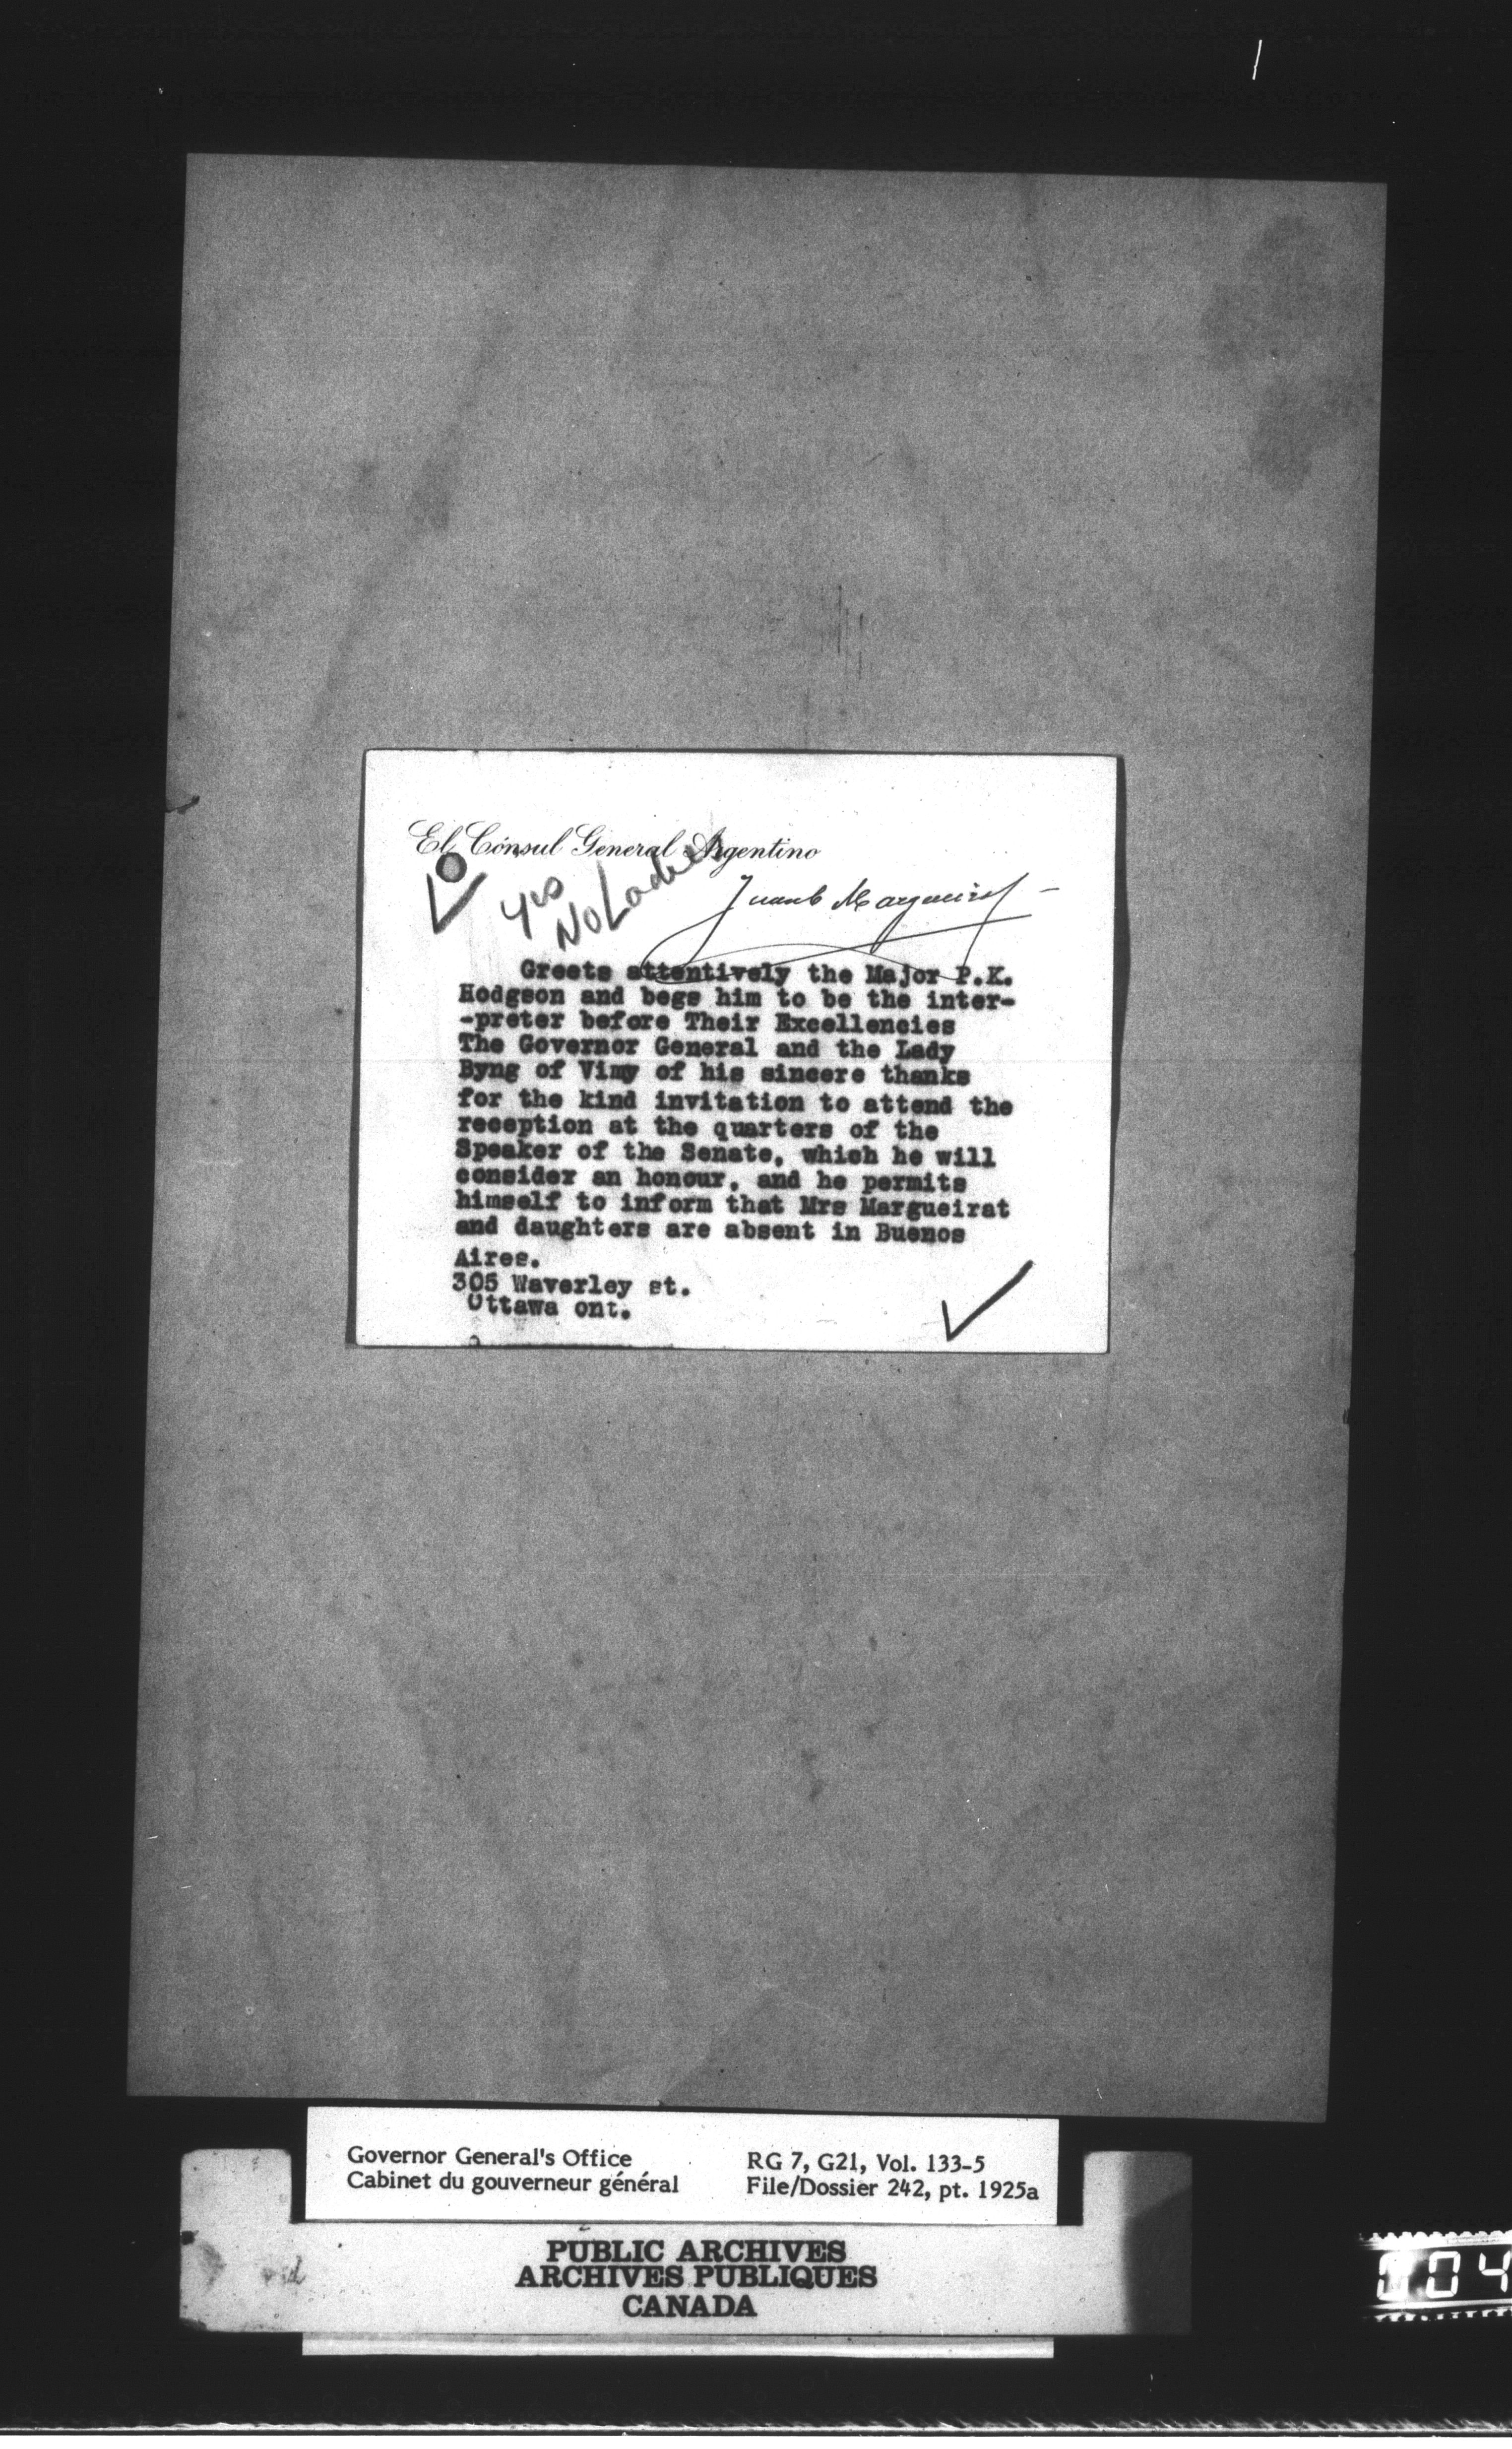 El Cónsul General Argentino
Yes
No Ladies
Greets attentively the Major P.K.
Hodgson and begs him to be the inter-
-preter before Their Excellencies
The Governor General and the Lady
Byng of Vimy of his sincere thanks
for the kind invitation to attend the
reception at the quarters of the
Speaker of the Senate, which he will
consider an honour, and he permits
himself to inform that Mrs Margueirat
and daughters are absent in Buenos
Aires.
305 Waverley st.
Ottawa ont.
Governor General's Office
Cabinet du gouverneur général
RG 7, G21, Vol. 133-5
File/Dossier 242, pt. 1925a
PUBLIC ARCHIVES
ARCHIVES PUBLIQUES
CANADA